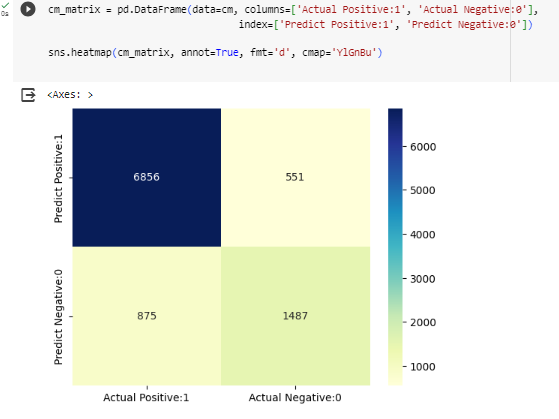 cm_matrix = pd.DataFrame(data=cm, columns=['Actual Positive:1', 'Actual Negative:0'],
index=['Predict Positive:1', 'Predict Negative:0'])
sns.heatmap(cm_matrix, annot=True, fmt='d', cmap='YlGnBu')
0s
<Axes: >
Predict Positive:1
6856
551
Predict Negative:0
875
1487
Actual Positive:1
Actual Negative:0
6000
5000
4000
3000
2000
1000